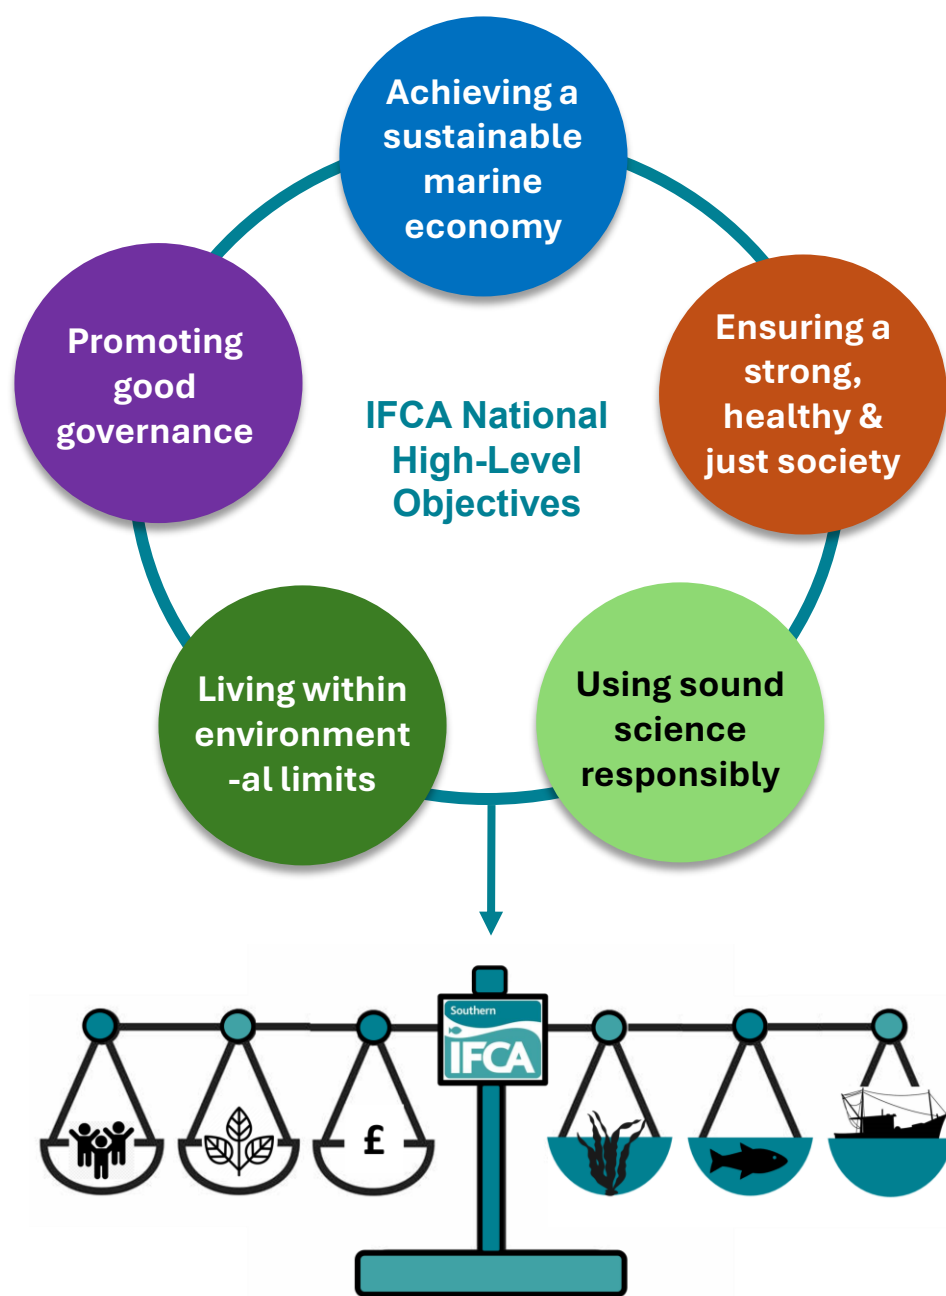 Achieving a
sustainable
marine
economy
Promoting
good
governance
Ensuring a
strong,
healthy &
just society
IFCA National
High-Level
Objectives
Living within
environment
-al limits
Using sound
science
responsibly
Southern
IFCA
£